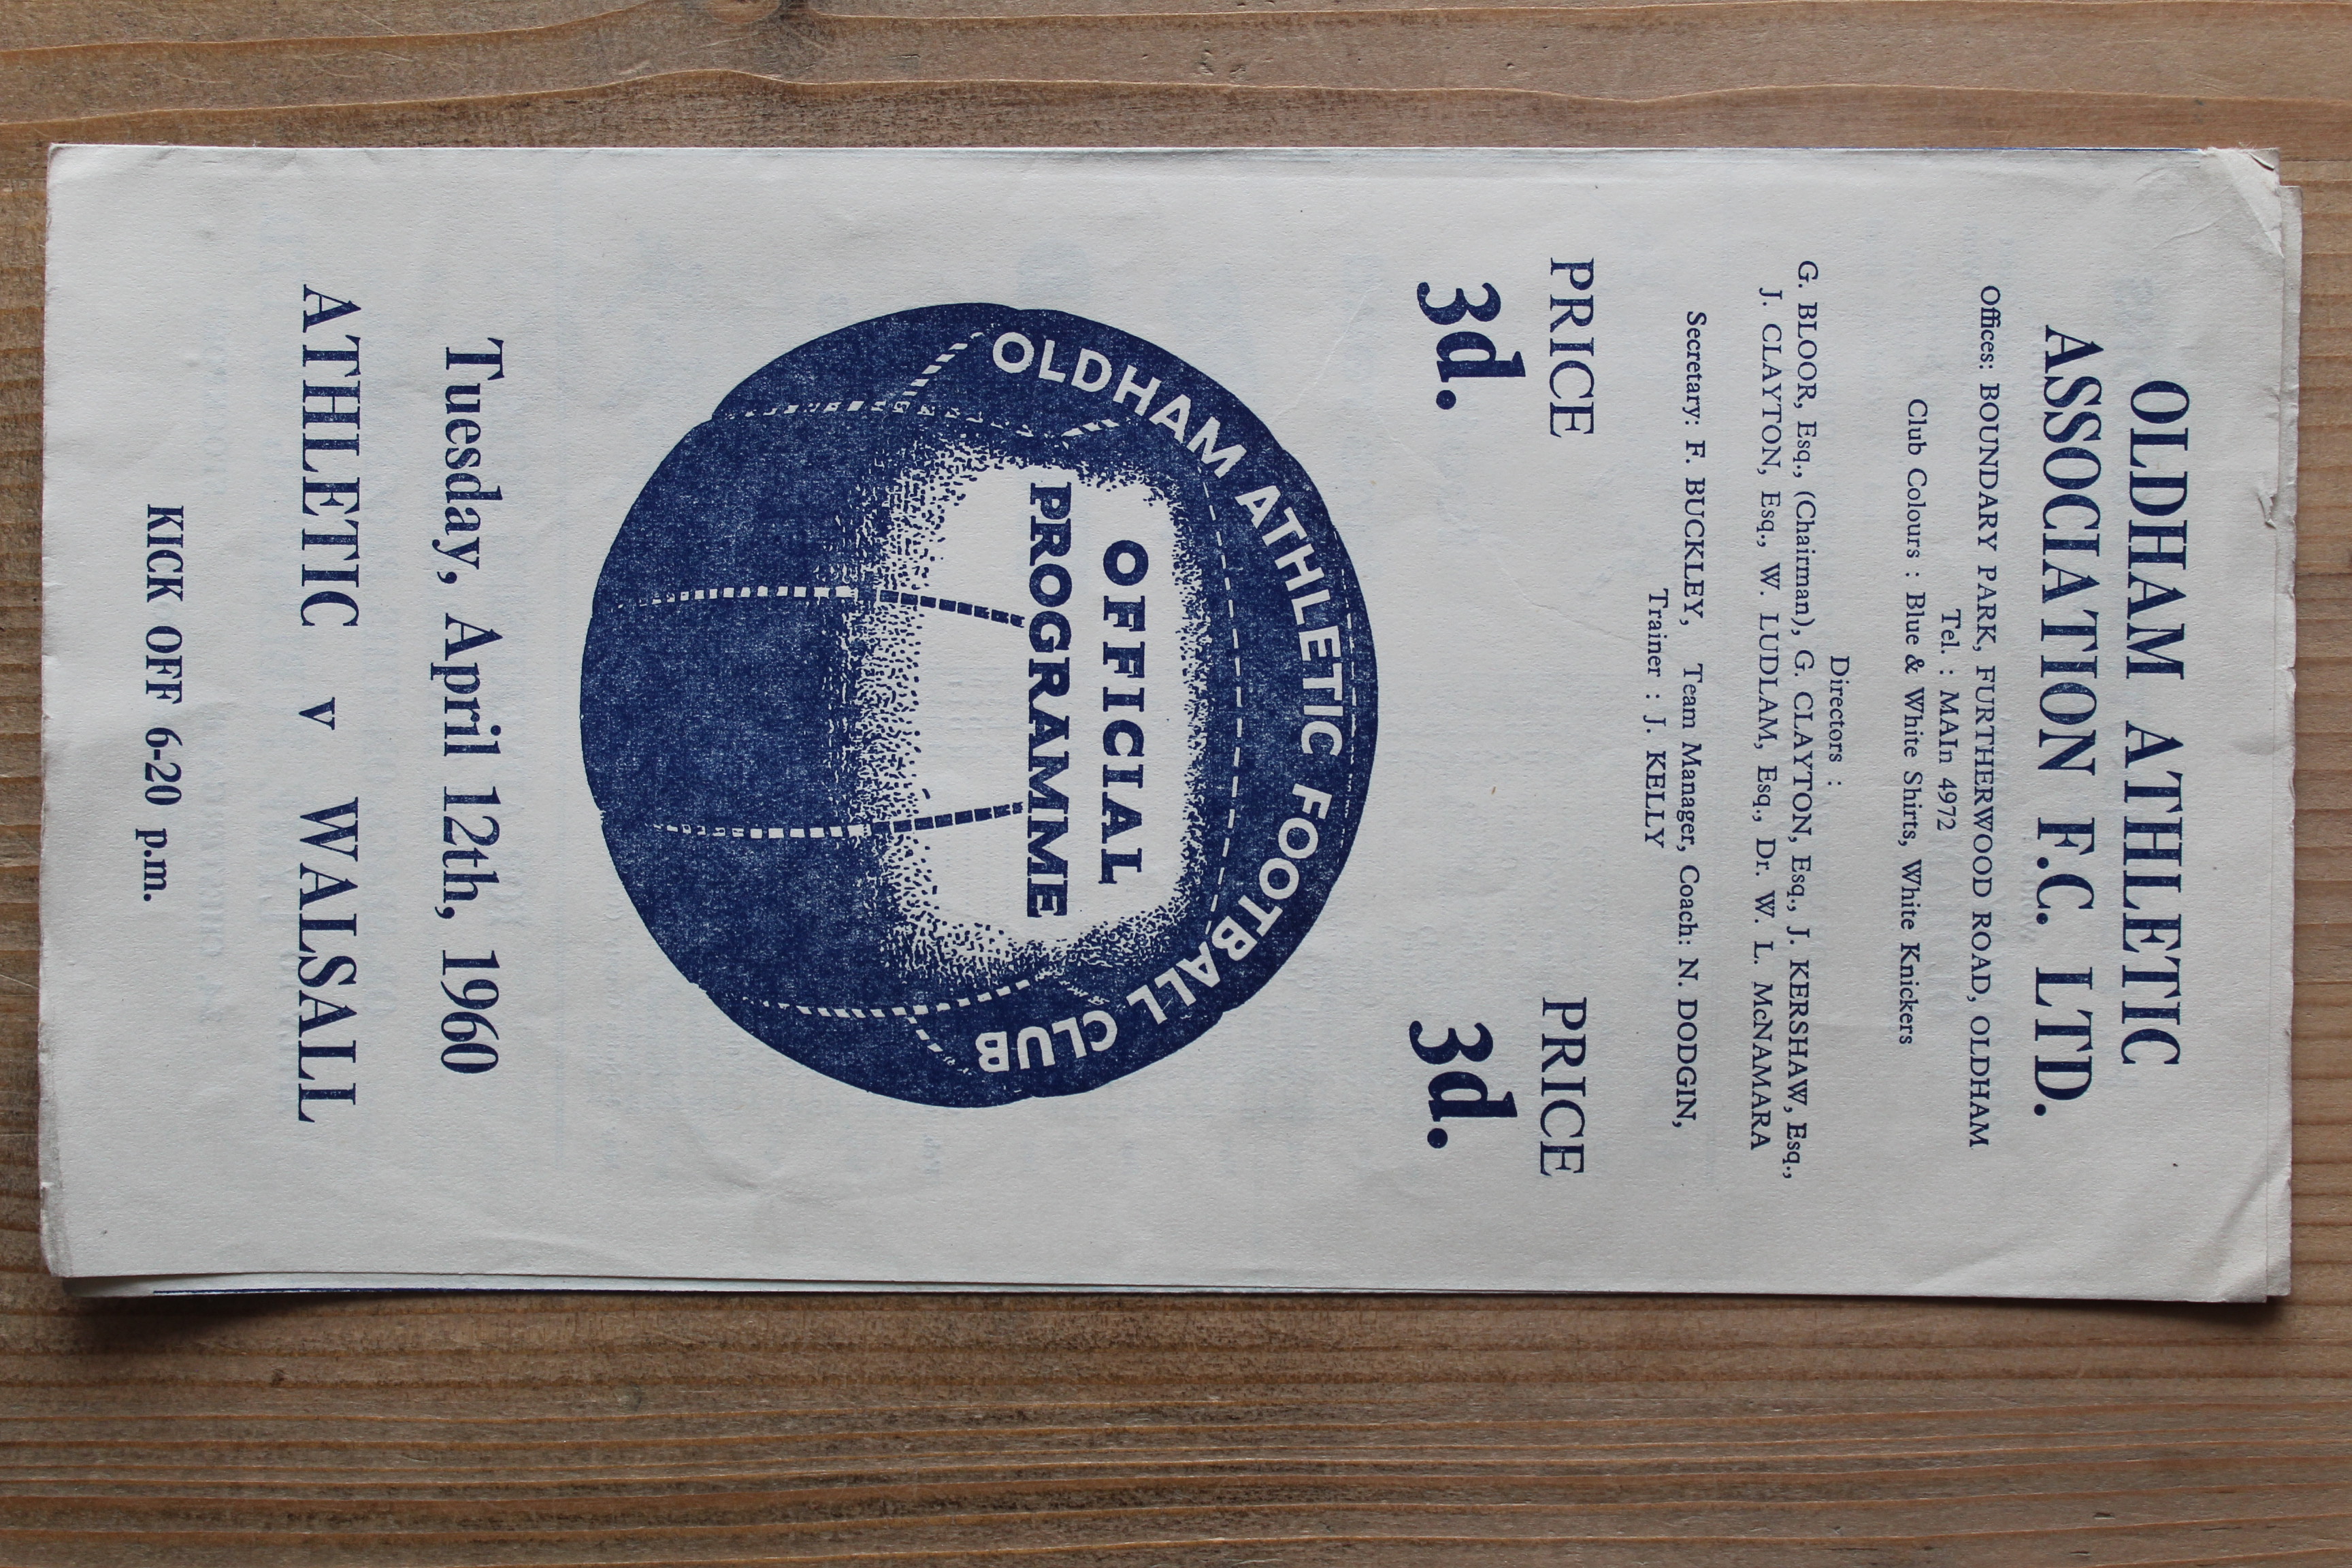 OLDHAM ATHLETIC
ASSOCIATION F.C. LTD.
Offices: BOUNDARY PARK, FURTHERWOOD ROAD, OLDHAM
Tel. : MAIn 4972
Club Colours : Blue & White Shirts, White Knickers
Directors :
G. BLOOR, Esq., (Chairman), G. CLAYTON, Esq., J. KERSHAW, Esq.,
J. CLAYTON, Esq., W. LUDLAM, Esq., Dr. W. L. McNAMARA
Secretary: F. BUCKLEY, Team Manager, Coach: N. DODGIN,
Trainer : J. KELLY
PRICE PRICE
3d. 3d.
OLDHAM ATHLETIC FOOTBALL CLUB
OFFICIAL
PROGRAMME
Tuesday, April 12th, 1960
ATHLETIC v WALSALL
KICK OFF 6-20 p.m.